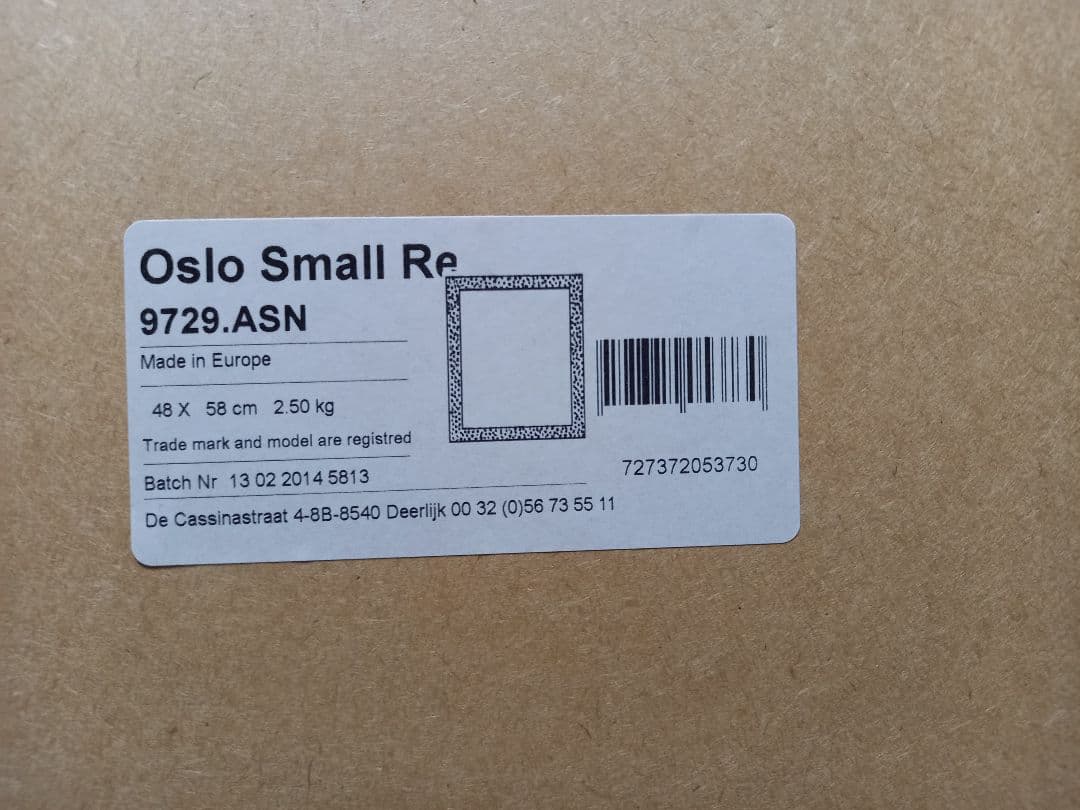 Oslo Small Re
9729.ASN
Made in Europe
48 X 58 cm 2.50 kg
Trade mark and model are registred
Batch Nr 13 02 2014 5813
De Cassinastraat 4-8B-8540 Deerlijk 00 32 (0)56 73 55 11
727372053730